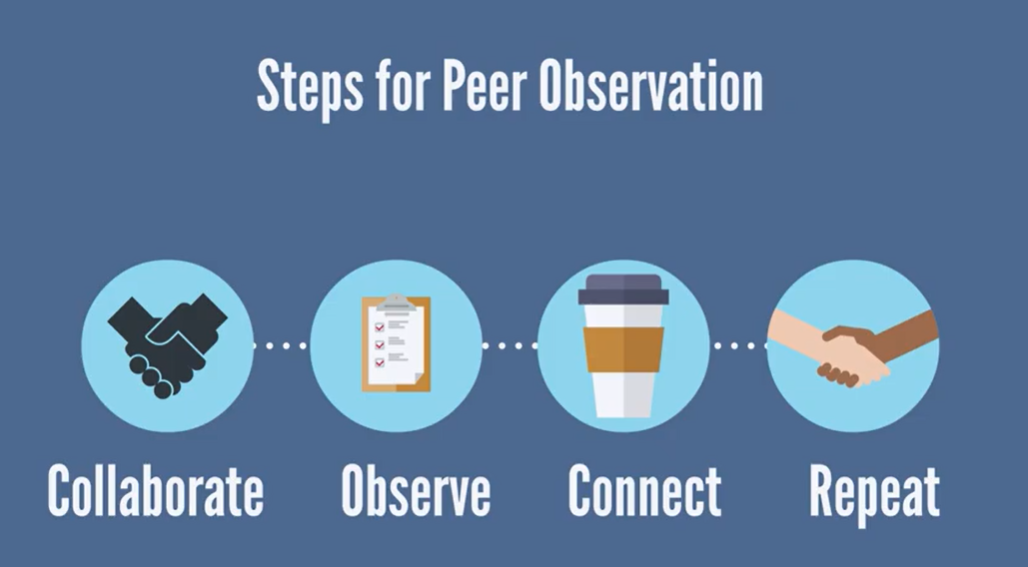 Steps for Peer Observation
Collaborate
Observe
Connect
Repeat